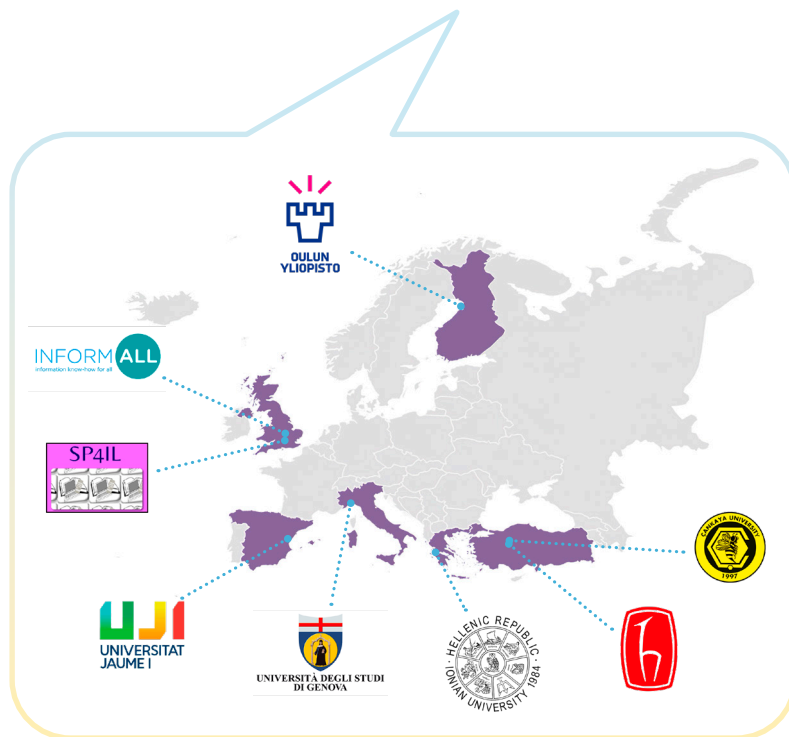 OULUN
YLIOPISTO
INFORM ALL
information know-how for all
SP4IL
ÇANKAYA UNIVERSITY
1997
UJI
UNIVERSITAT
JAUME I
UNIVERSITÀ DEGLI STUDI
DI GENOVA
HELLENIC REPUBLIC
IONIAN UNIVERSITY 1984
h